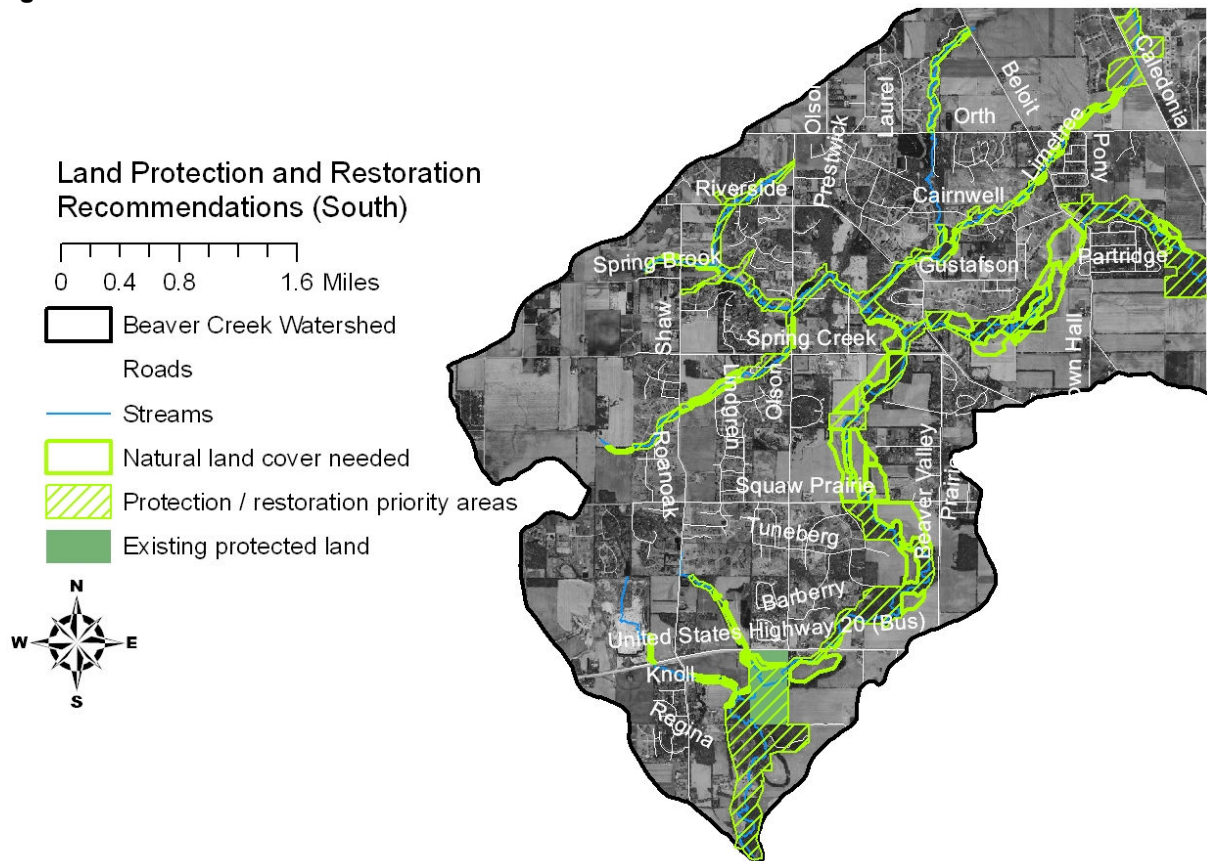 Land Protection and Restoration
Recommendations (South)
0 0.4 0.8 1.6 Miles
Beaver Creek Watershed
Roads
Streams
Natural land cover needed
Protection / restoration priority areas
Existing protected land
N
W E
S
Caledonia
Beloit
Laurel
Olson
Orth
Prestwick
Limetree
Pony
Riverside
Cairnwell
Spring Brook
Gustafson
Partridge
Shaw
Spring Creek
own Hall
Lindgren
Olson
Roanoak
Beaver Valley
Prairie
Squaw Prairie
Tuneberg
Barberry
United States Highway 20 (Bus)
Knoll
Regina